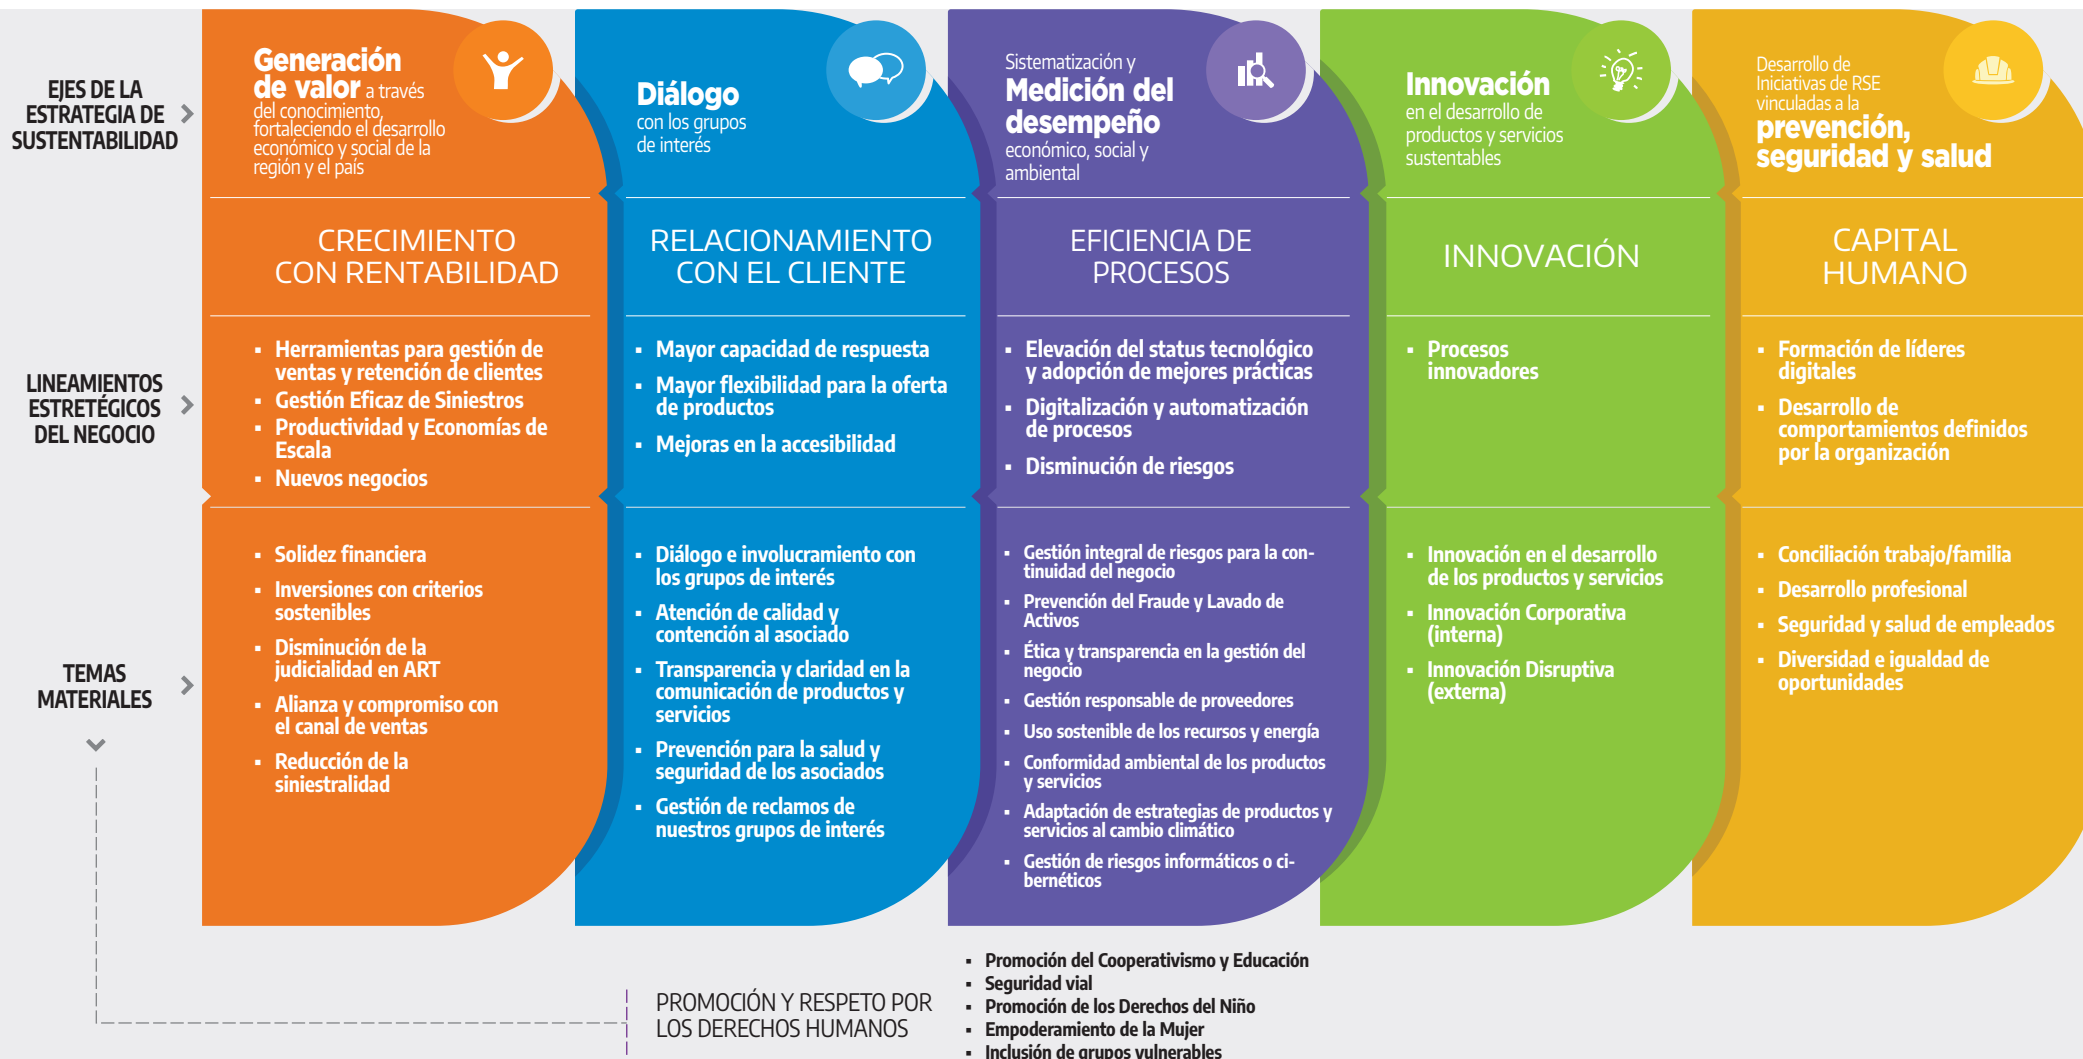 EJES DE LA
ESTRATEGIA DE
SUSTENTABILIDAD
Generación
de valor a través
del conocimiento,
fortaleciendo el desarrollo
económico y social de la
región y el país
Diálogo
con los grupos
de interés
Sistematización y
Medición del
desempeño
económico, social y
ambiental
Innovación
en el desarrollo de
productos y servicios
sustentables
Desarrollo de
Iniciativas de RSE
vinculadas a la
prevención,
seguridad y salud
CRECIMIENTO
CON RENTABILIDAD
RELACIONAMIENTO
CON EL CLIENTE
EFICIENCIA DE
PROCESOS
INNOVACIÓN
CAPITAL
HUMANO
LINEAMIENTOS
ESTRETÉGICOS
DEL NEGOCIO
▪ Herramientas para gestión de
ventas y retención de clientes
▪ Gestión Eficaz de Siniestros
▪ Productividad y Economías de
Escala
▪ Nuevos negocios
▪ Mayor capacidad de respuesta
▪ Mayor flexibilidad para la oferta
de productos
▪ Mejoras en la accesibilidad
▪ Elevación del status tecnológico
y adopción de mejores prácticas
▪ Digitalización y automatización
de procesos
▪ Disminución de riesgos
▪ Procesos
innovadores
▪ Formación de líderes
digitales
▪ Desarrollo de
comportamientos definidos
por la organización
TEMAS
MATERIALES
▪ Solidez financiera
▪ Inversiones con criterios
sostenibles
▪ Disminución de la
judicialidad en ART
▪ Alianza y compromiso con
el canal de ventas
▪ Reducción de la
siniestralidad
▪ Diálogo e involucramiento con
los grupos de interés
▪ Atención de calidad y
contención al asociado
▪ Transparencia y claridad en la
comunicación de productos y
servicios
▪ Prevención para la salud y
seguridad de los asociados
▪ Gestión de reclamos de
nuestros grupos de interés
▪ Gestión integral de riesgos para la con-
tinuidad del negocio
▪ Prevención del Fraude y Lavado de
Activos
▪ Ética y transparencia en la gestión del
negocio
▪ Gestión responsable de proveedores
▪ Uso sostenible de los recursos y energía
▪ Conformidad ambiental de los productos
y servicios
▪ Adaptación de estrategias de productos y
servicios al cambio climático
▪ Gestión de riesgos informáticos o ci-
bernéticos
▪ Innovación en el desarrollo
de los productos y servicios
▪ Innovación Corporativa
(interna)
▪ Innovación Disruptiva
(externa)
▪ Conciliación trabajo/familia
▪ Desarrollo profesional
▪ Seguridad y salud de empleados
▪ Diversidad e igualdad de
oportunidades
PROMOCIÓN Y RESPETO POR
LOS DERECHOS HUMANOS
▪ Promoción del Cooperativismo y Educación
▪ Seguridad vial
▪ Promoción de los Derechos del Niño
▪ Empoderamiento de la Mujer
▪ Inclusión de grupos vulnerables